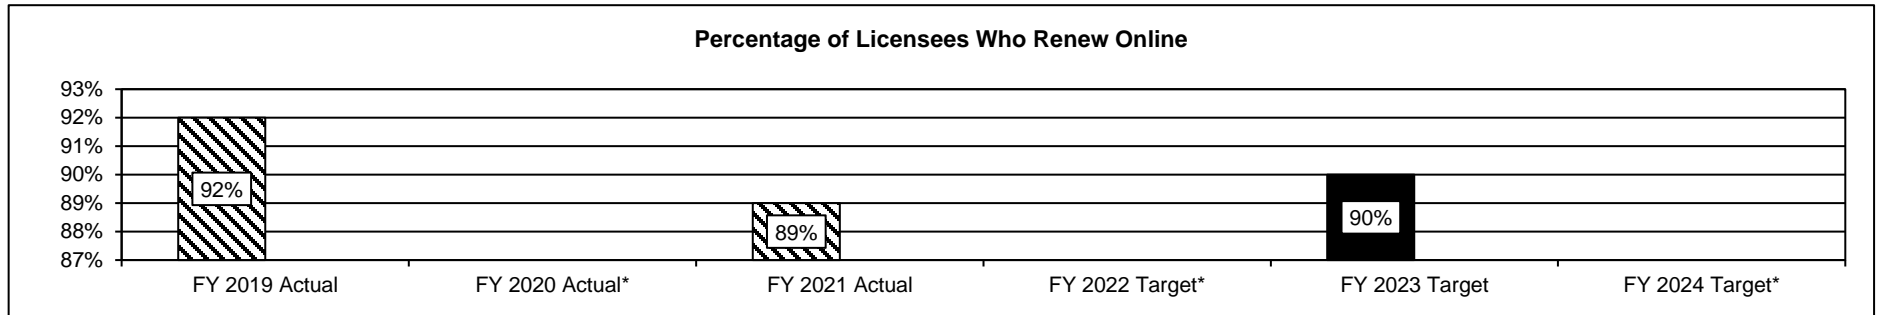 Percentage of Licensees Who Renew Online
93%
92%
91%
90%
89%
88%
87%
92%
89%
90%
FY 2019 Actual
FY 2020 Actual*
FY 2021 Actual
FY 2022 Target*
FY 2023 Target
FY 2024 Target*